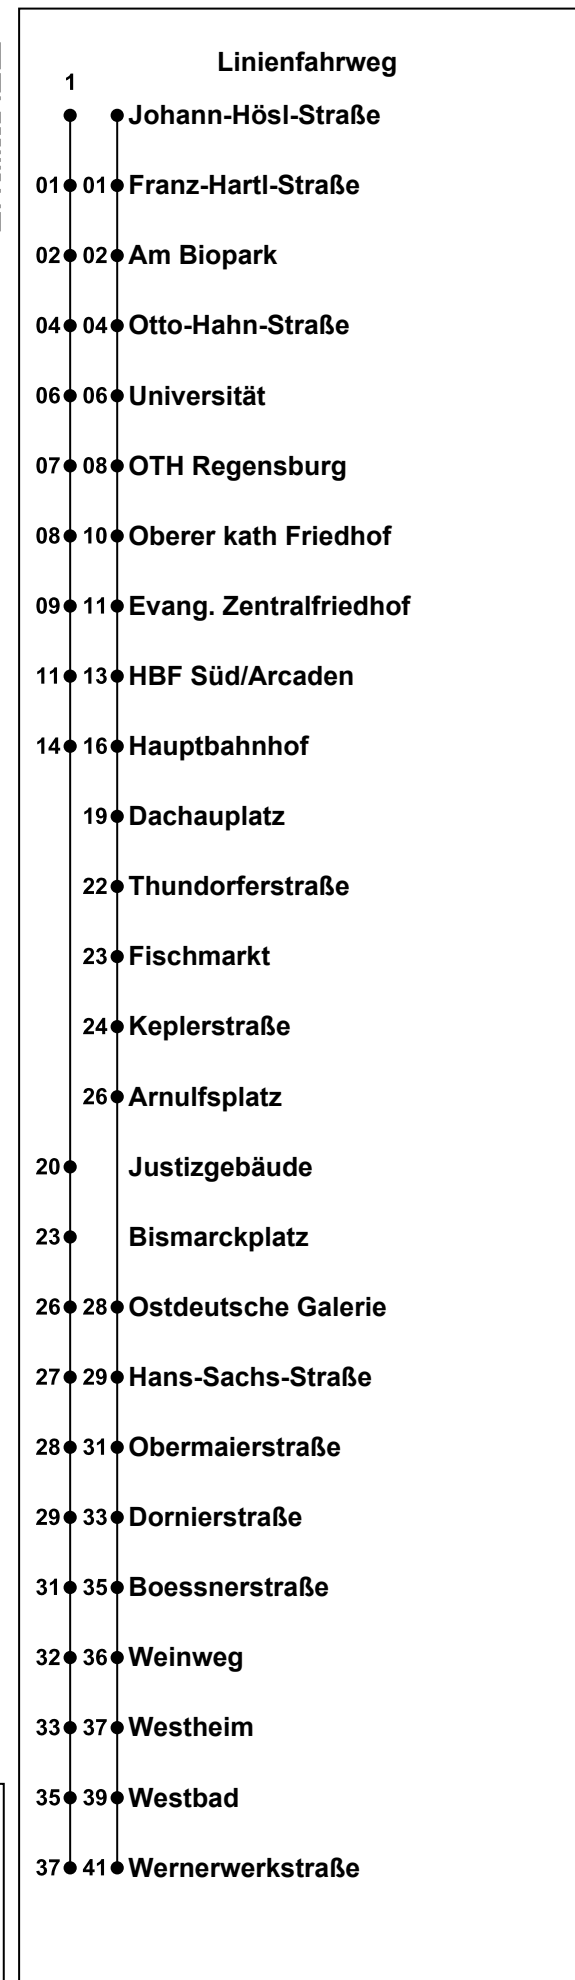 Linienfahrweg
1
Johann-Hösl-Straße
01 01 Franz-Hartl-Straße
02 02 Am Biopark
04 04 Otto-Hahn-Straße
06 06 Universität
07 08 OTH Regensburg
08 10 Oberer kath Friedhof
09 11 Evang. Zentralfriedhof
11 13 HBF Süd/Arcaden
14 16 Hauptbahnhof
19 Dachauplatz
22 Thundorferstraße
23 Fischmarkt
24 Keplerstraße
26 Arnulfsplatz
20 Justizgebäude
23 Bismarckplatz
26 28 Ostdeutsche Galerie
27 29 Hans-Sachs-Straße
28 31 Obermaierstraße
29 33 Dornierstraße
31 35 Boessnerstraße
32 36 Weinweg
33 37 Westheim
35 39 Westbad
37 41 Wernerwerkstraße